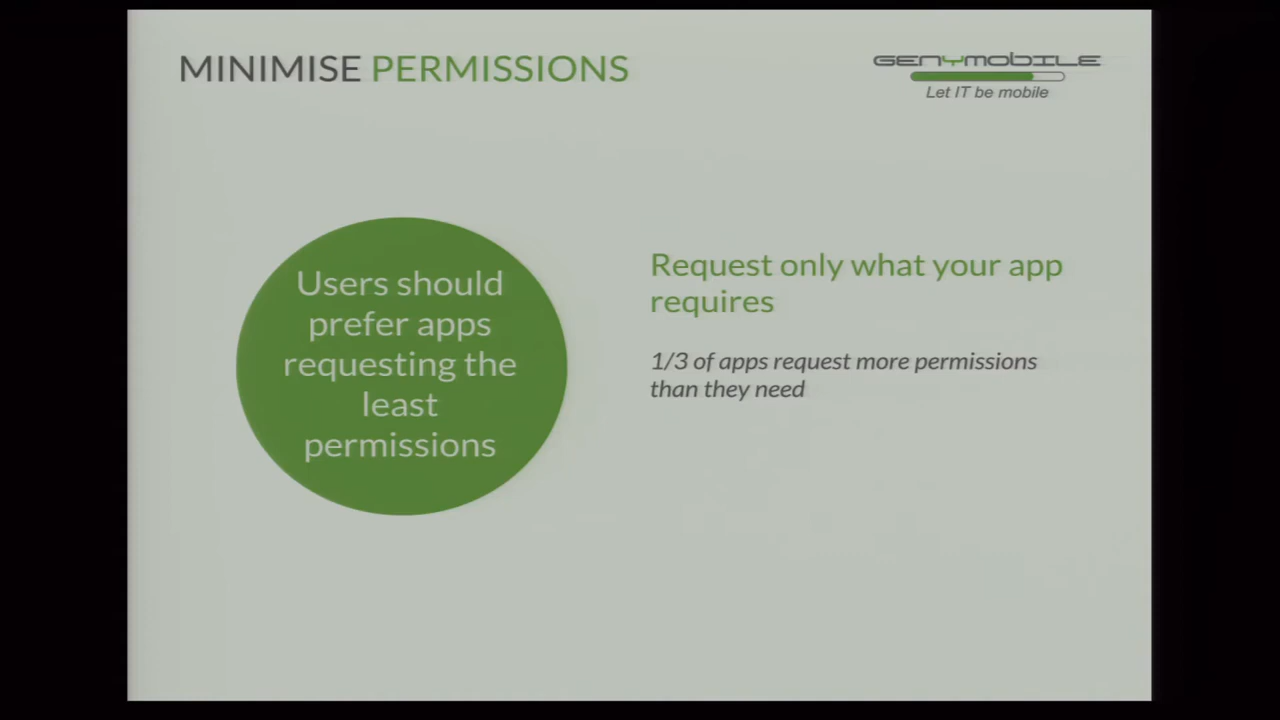 MINIMISE PERMISSIONS
GENYMOBILE
Let IT be mobile
Users should
prefer apps
requesting the
least
permissions
Request only what your app
requires
1/3 of apps request more permissions
than they need